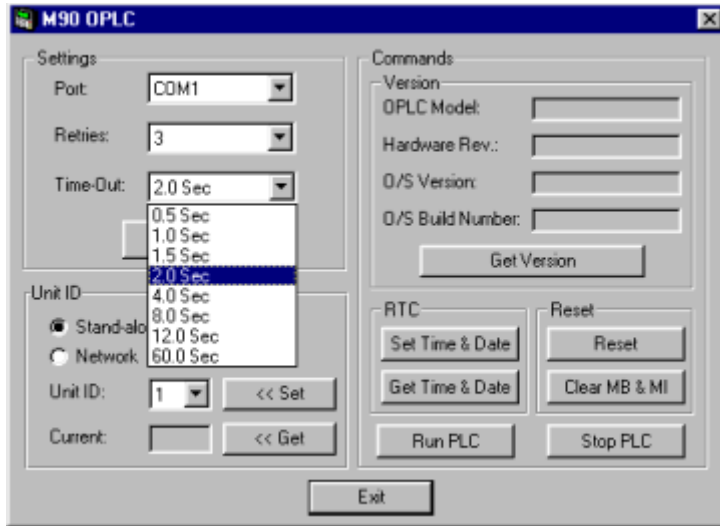 M90 OPLC
Settings
Port: COM1
Retries: 3
Time-Out: 2.0 Sec
0.5 Sec
1.0 Sec
1.5 Sec
2.0 Sec
4.0 Sec
8.0 Sec
12.0 Sec
60.0 Sec
Unit ID
Stand-alo
Network
Unit ID: 1 << Set
Current: << Get
Commands
Version
OPLC Model:
Hardware Rev.:
O/S Version:
O/S Build Number:
Get Version
RTC
Set Time & Date
Get Time & Date
Reset
Reset
Clear MB & MI
Run PLC
Stop PLC
Exit